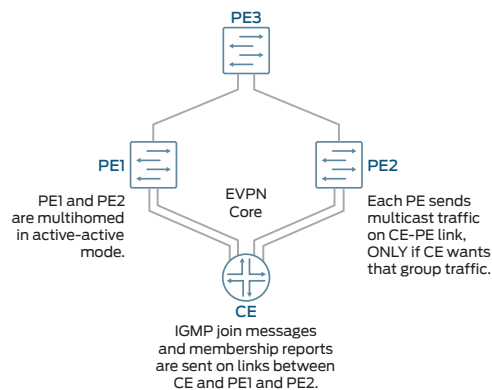 PE3
PE1
PE2
PE1 and PE2
are multihomed
in active-active
mode.
EVPN
Core
Each PE sends
multicast traffic
on CE-PE link,
ONLY if CE wants
that group traffic.
CE
IGMP join messages
and membership reports
are sent on links between
CE and PE1 and PE2.